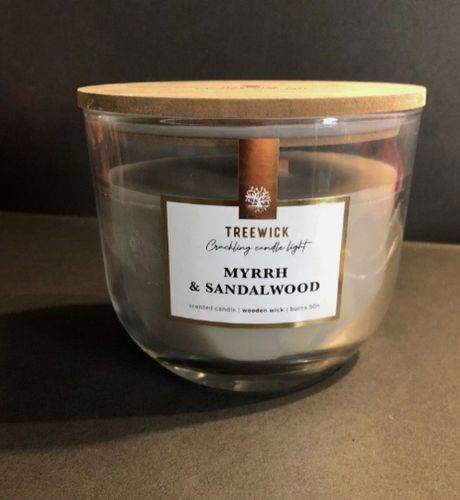 TREEWICK
Crackling candle light
MYRRH
& SANDALWOOD
scented candle | wooden wick | burns 50h